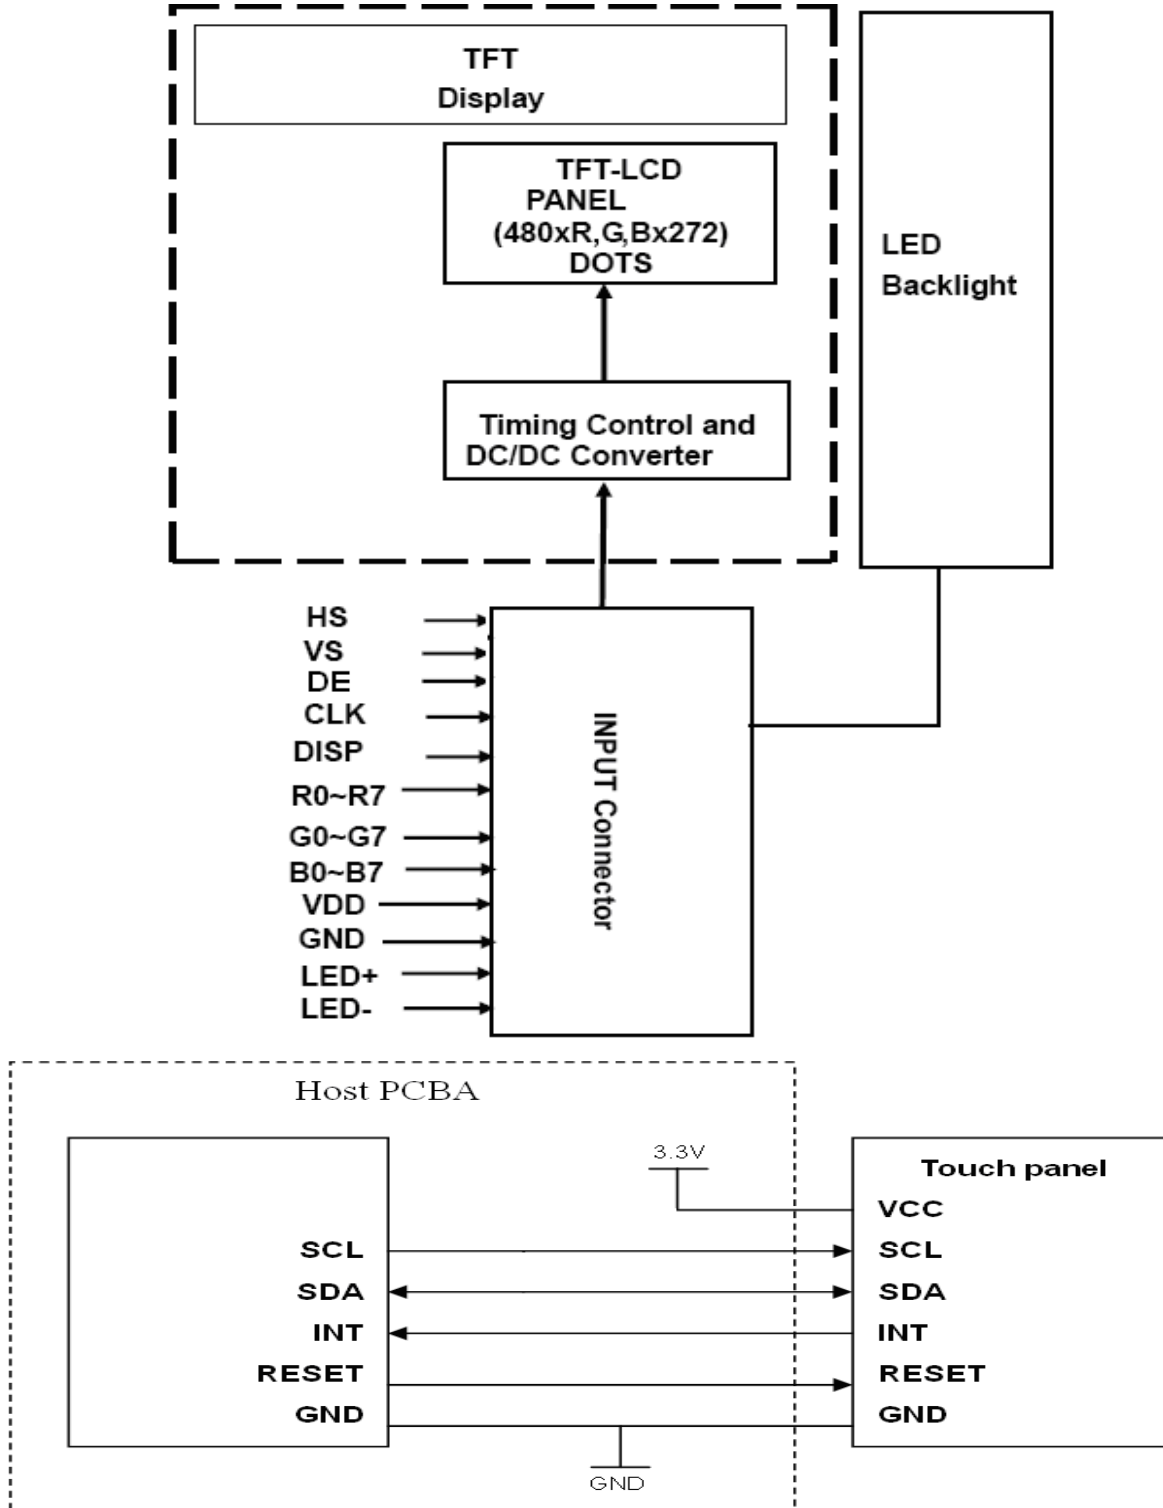 TFT
Display
TFT-LCD
PANEL
(480xR,G,Bx272)
DOTS
LED
Backlight
Timing Control and
DC/DC Converter
HS
VS
DE
CLK
DISP
R0~R7
G0~G7
B0~B7
VDD
GND
LED+
LED-
INPUT Connector
Host PCBA
3.3V
Touch panel
VCC
SCL
SCL
SDA
SDA
INT
INT
RESET
RESET
GND
GND
GND